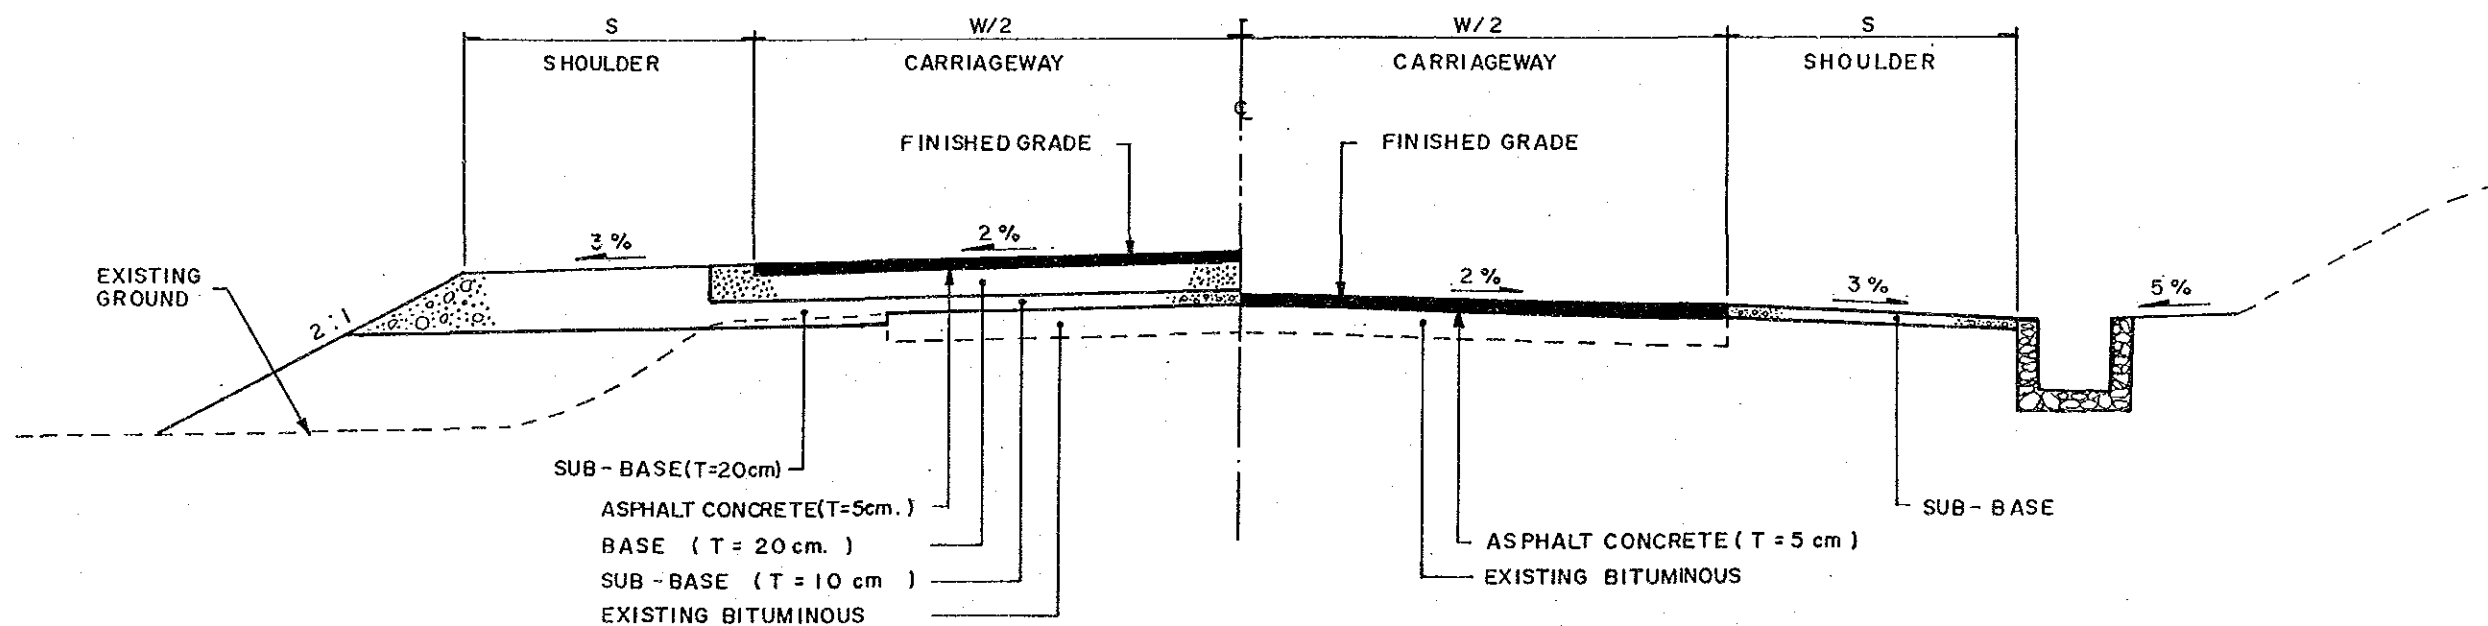 S
W/2
W/2
S
SHOULDER
CARRIAGEWAY
CARRIAGEWAY
SHOULDER
℄
FINISHED GRADE
FINISHED GRADE
3%
2%
2%
3%
5%
EXISTING
GROUND
2:1
SUB-BASE(T=20cm)
ASPHALT CONCRETE(T=5cm.)
BASE (T=20cm.)
SUB-BASE (T=10 cm )
EXISTING BITUMINOUS
SUB-BASE
ASPHALT CONCRETE(T=5 cm)
EXISTING BITUMINOUS